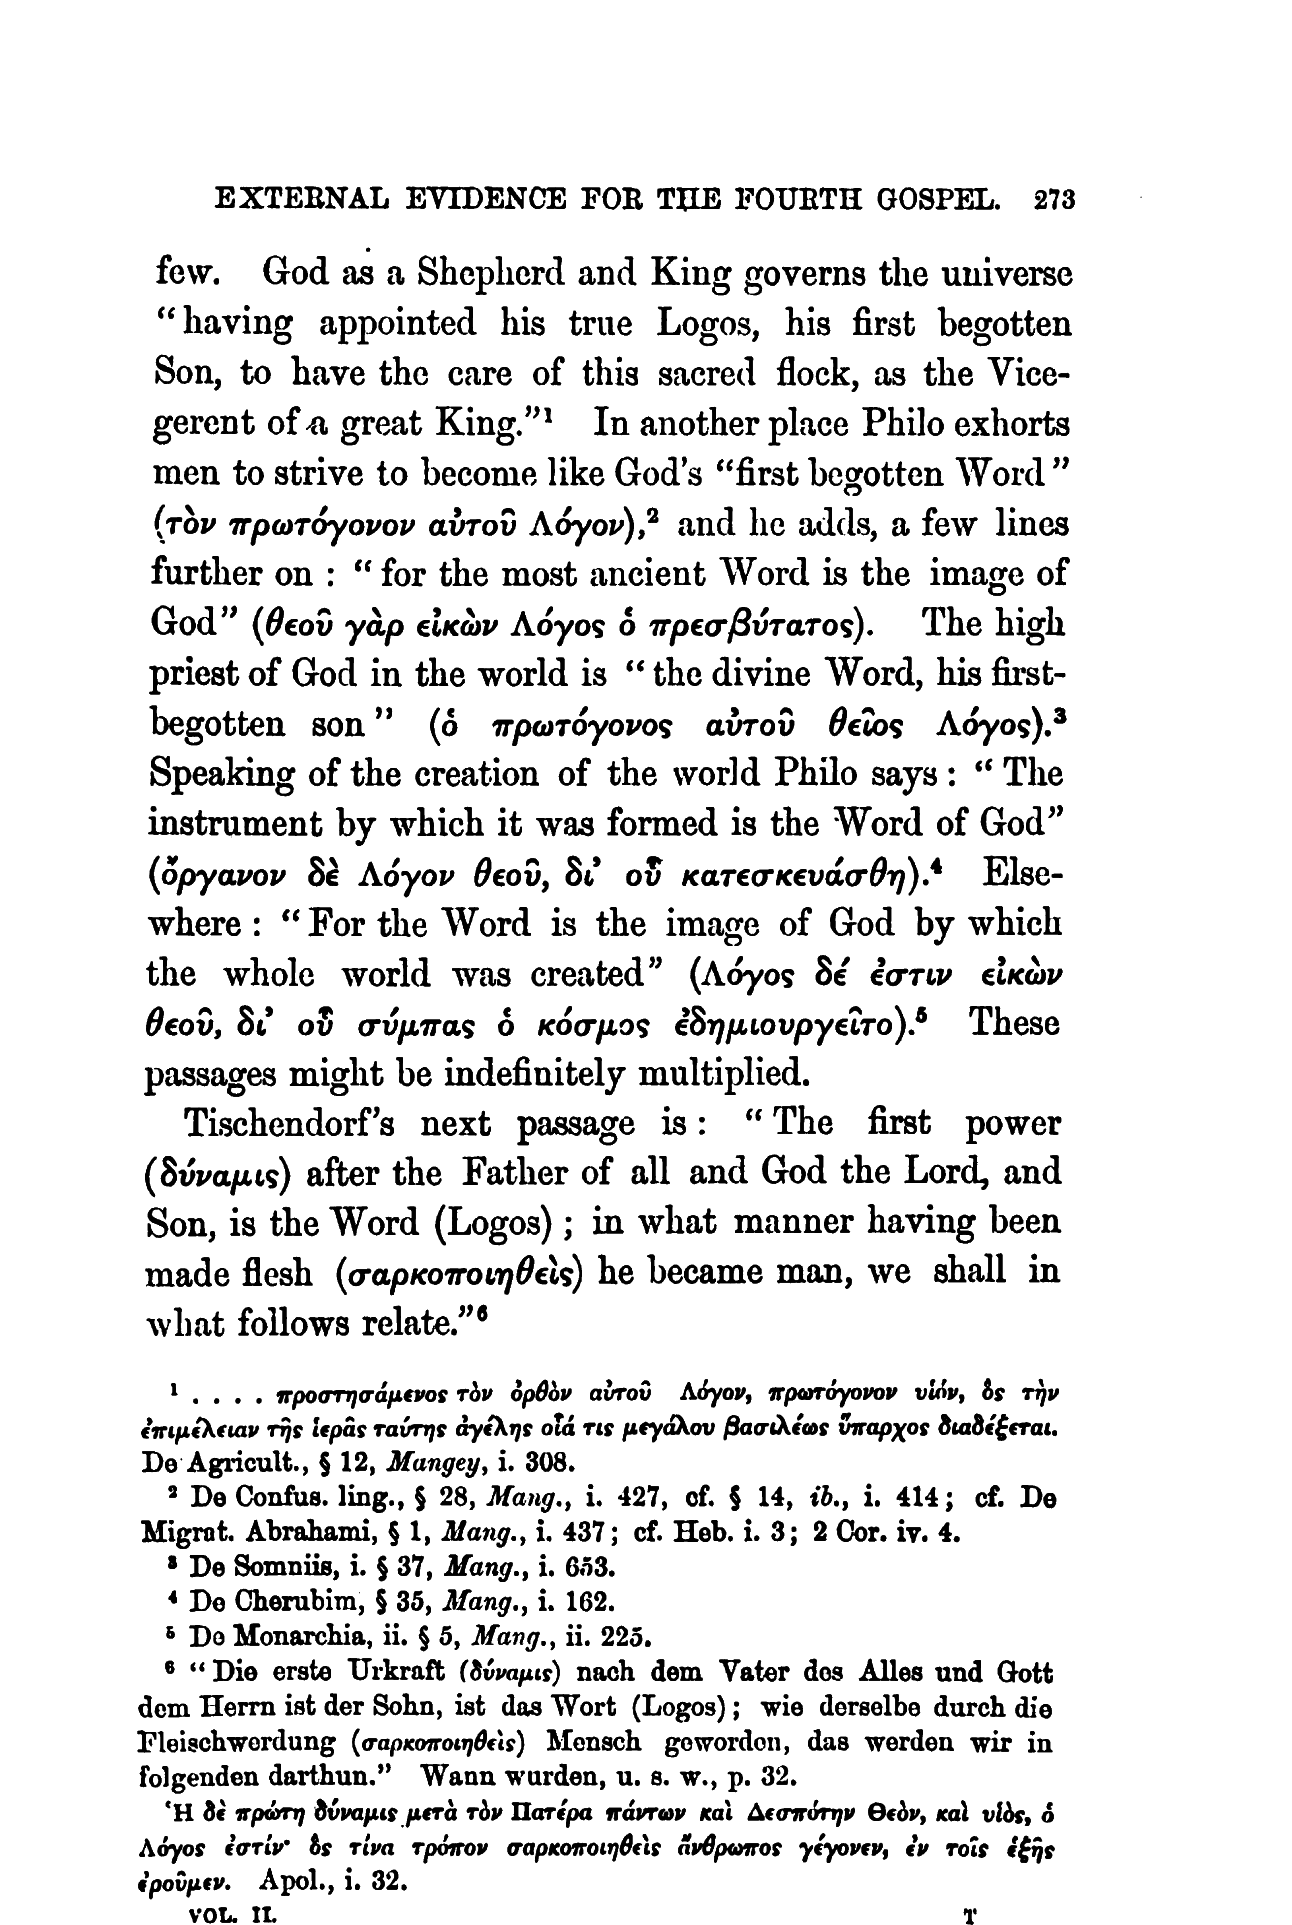 EXTERNAL EVIDENCE FOR THE FOURTH GOSPEL. 273
few. God as a Shepherd and King governs the universe
“having appointed his true Logos, his first begotten
Son, to have the care of this sacred flock, as the Vice-
gerent of a great King.”¹ In another place Philo exhorts
men to strive to become like God's “first begotten Word”
(τὸν πρωτόγονον αὐτοῦ Λόγον),² and he adds, a few lines
further on : “for the most ancient Word is the image of
God” (θεοῦ γὰρ εἰκὼν Λόγος ὁ πρεσβύτατος). The high
priest of God in the world is “the divine Word, his first-
begotten son” (ὁ πρωτόγονος αὐτοῦ θεῖος Λόγος).³
Speaking of the creation of the world Philo says : “The
instrument by which it was formed is the Word of God”
(ὄργανον δὲ Λόγον θεοῦ, δι’ οὗ κατεσκευάσθη).⁴ Else-
where : “For the Word is the image of God by which
the whole world was created” (Λόγος δέ ἐστιν εἰκὼν
θεοῦ, δι’ οὗ σύμπας ὁ κόσμος ἐδημιουργεῖτο).⁵ These
passages might be indefinitely multiplied.
Tischendorf's next passage is : “The first power
(δύναμις) after the Father of all and God the Lord, and
Son, is the Word (Logos) ; in what manner having been
made flesh (σαρκοποιηθεὶς) he became man, we shall in
what follows relate.”⁶
¹ . . . . προστησάμενος τὸν ὀρθὸν αὐτοῦ Λόγον, πρωτόγονον υἱόν, ὃς τὴν
ἐπιμέλειαν τῆς ἱερᾶς ταύτης ἀγέλης οἷά τις μεγάλου βασιλέως ὕπαρχος διαδέξεται.
De Agricult., § 12, Mangey, i. 308.
² De Confus. ling., § 28, Mang., i. 427, cf. § 14, ib., i. 414 ; cf. De
Migrat. Abrahami, § 1, Mang., i. 437 ; cf. Heb. i. 3 ; 2 Cor. iv. 4.
³ De Somniis, i. § 37, Mang., i. 653.
⁴ De Cherubim, § 35, Mang., i. 162.
⁵ De Monarchia, ii. § 5, Mang., ii. 225.
⁶ “Die erste Urkraft (δύναμις) nach dem Vater des Alles und Gott
dem Herrn ist der Sohn, ist das Wort (Logos) ; wie derselbe durch die
Fleischwerdung (σαρκοποιηθεὶς) Mensch geworden, das werden wir in
folgenden darthun.” Wann wurden, u. s. w., p. 32.
Ἡ δὲ πρώτη δύναμις μετὰ τὸν Πατέρα πάντων καὶ Δεσπότην Θεὸν, καὶ υἱὸς, ὁ
Λόγος ἐστίν· ὃς τίνα τρόπον σαρκοποιηθεὶς ἄνθρωπος γέγονεν, ἐν τοῖς ἑξῆς
ἐροῦμεν. Apol., i. 32.
VOL. II. T